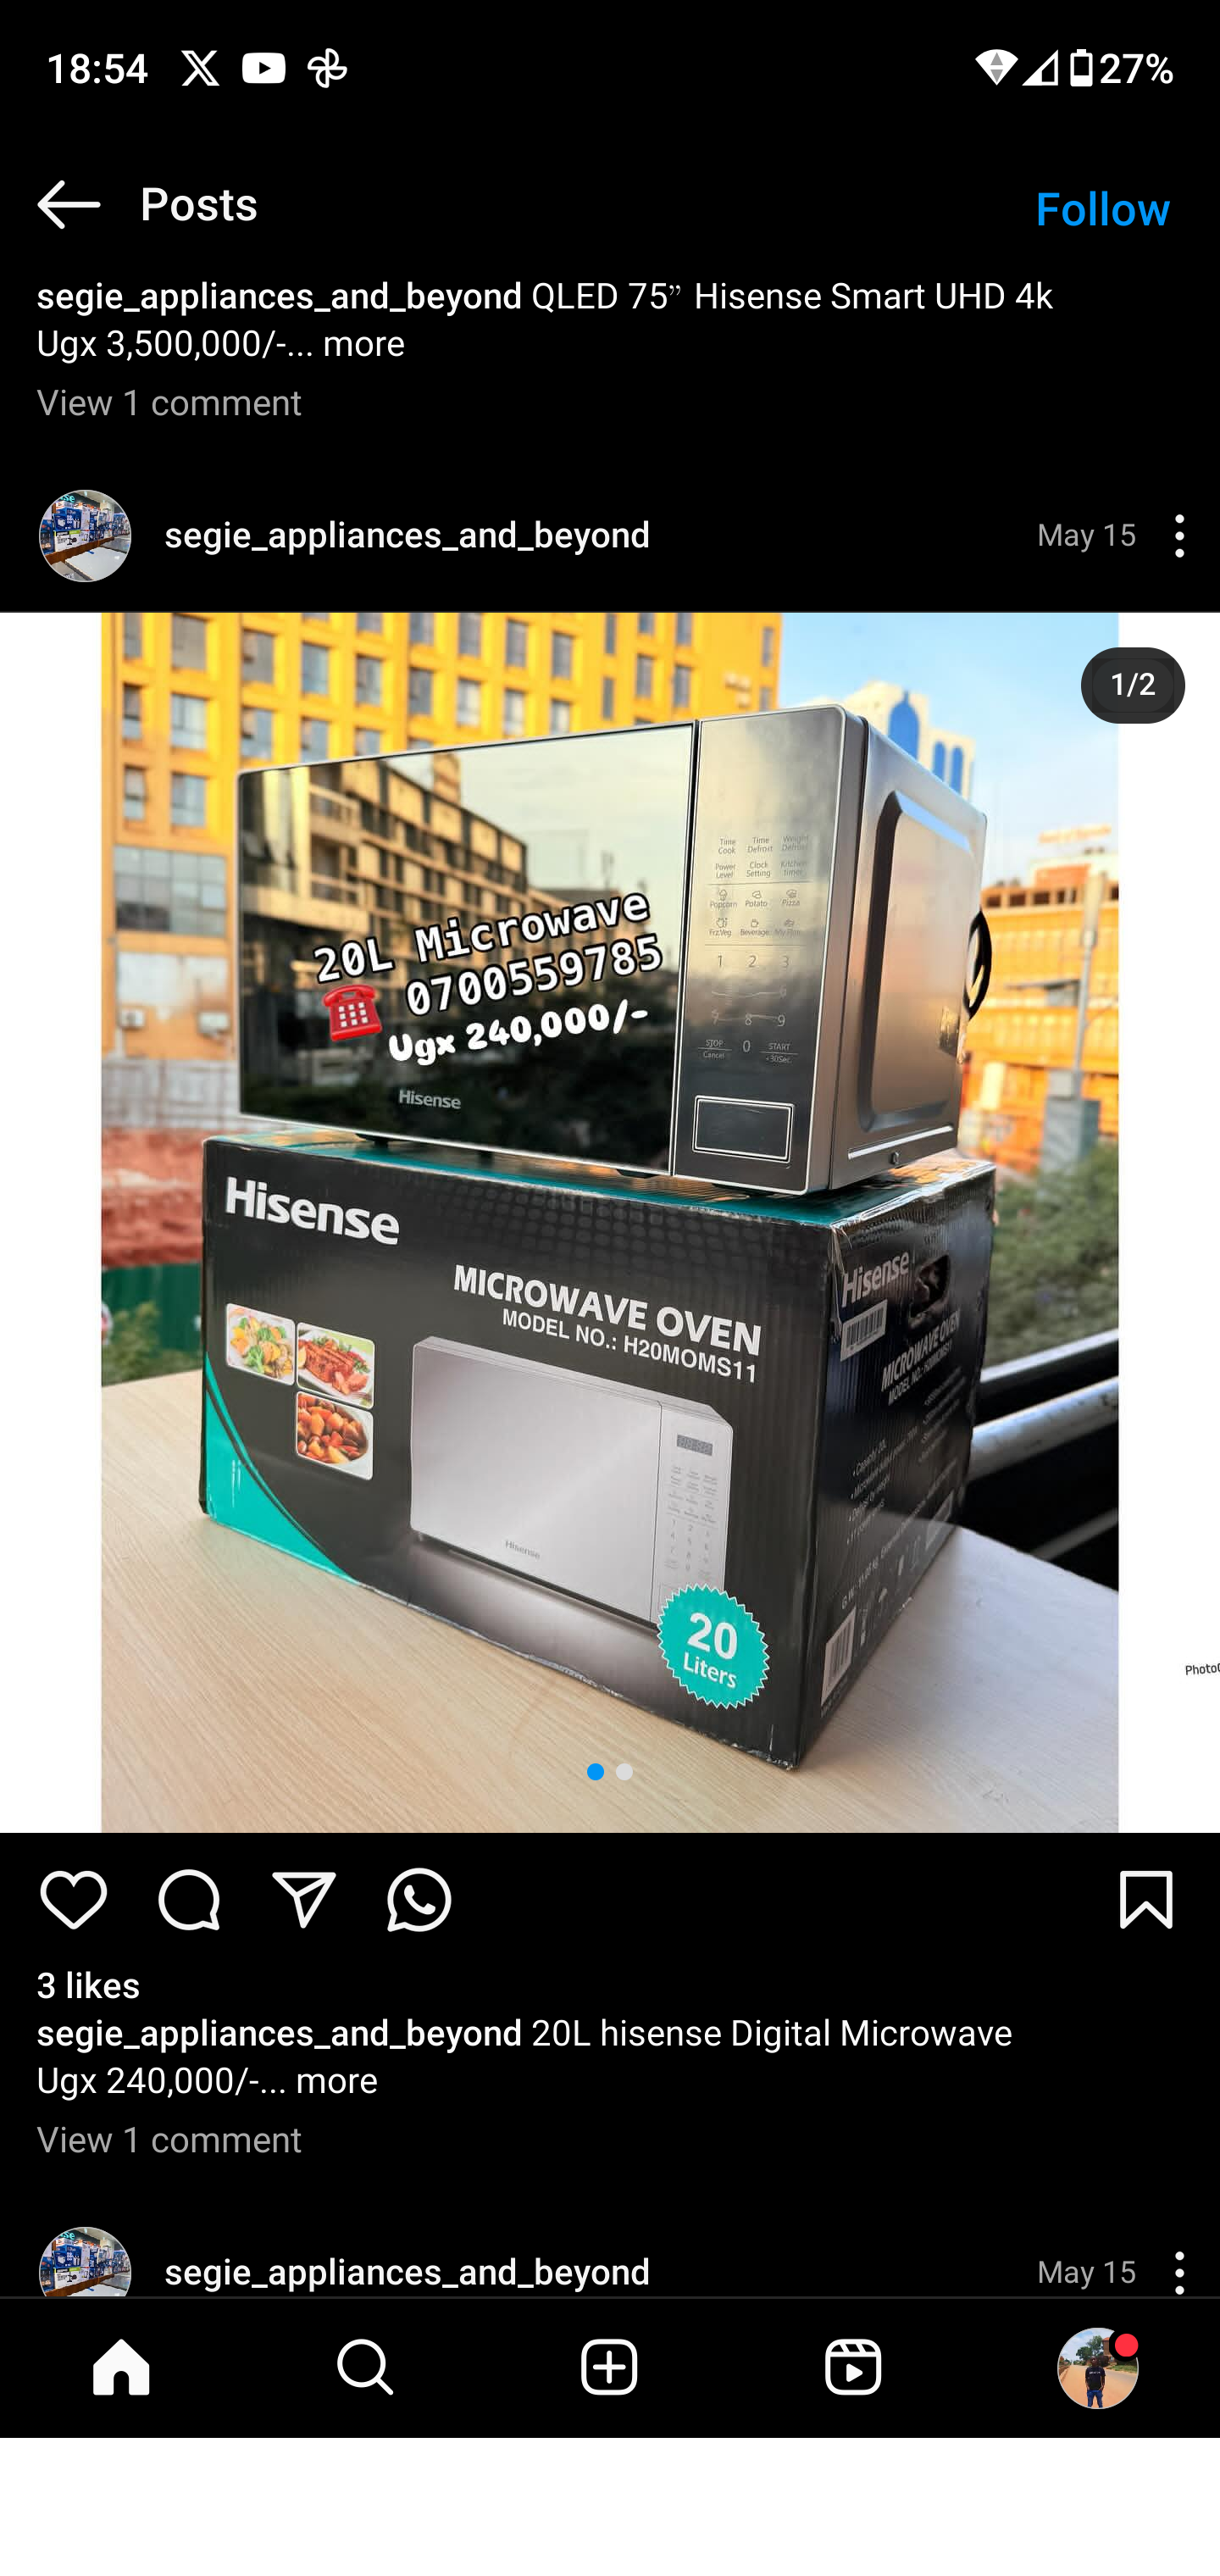 18:54
27%
Posts
Follow
segie_appliances_and_beyond QLED 75” Hisense Smart UHD 4k
Ugx 3,500,000/-... more
View 1 comment
segie_appliances_and_beyond
May 15
1/2
Time Cook
Time Defrost
Weight Defrost
Power Level
Clock Setting
Kitchen timer
Popcorn
Potato
Pizza
Frz.Veg
Beverage
1 2 3
8 9
STOP
Cancel
0
START
+30Sec.
20L Microwave
0700559785
Ugx 240,000/-
Hisense
Hisense
MICROWAVE OVEN
MODEL NO.: H20MOMS11
Hisense
20
Liters
Hisense
MICROWAVE OVEN
MODEL NO.: H20MOMS11
3 likes
segie_appliances_and_beyond 20L hisense Digital Microwave
Ugx 240,000/-... more
View 1 comment
segie_appliances_and_beyond
May 15